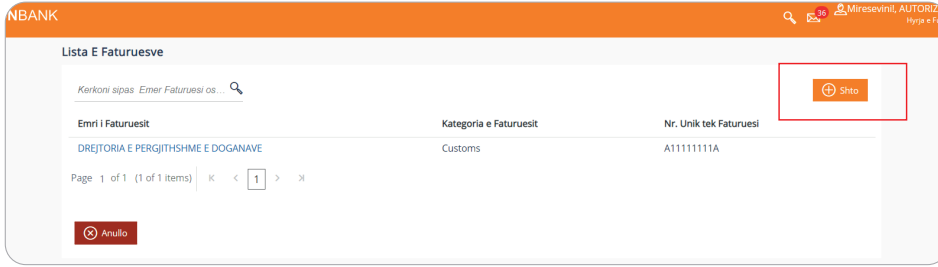 NBANK 36 Miresevini!, AUTORIZ
Hyrja e F
Lista E Faturuesve
Kerkoni sipas Emer Faturuesi os...
Shto
Emri i Faturuesit Kategoria e Faturuesit Nr. Unik tek Faturuesi
DREJTORIA E PERGJITHSHME E DOGANAVE Customs A11111111A
Page 1 of 1 (1 of 1 items) K < 1 > >|
Anullo